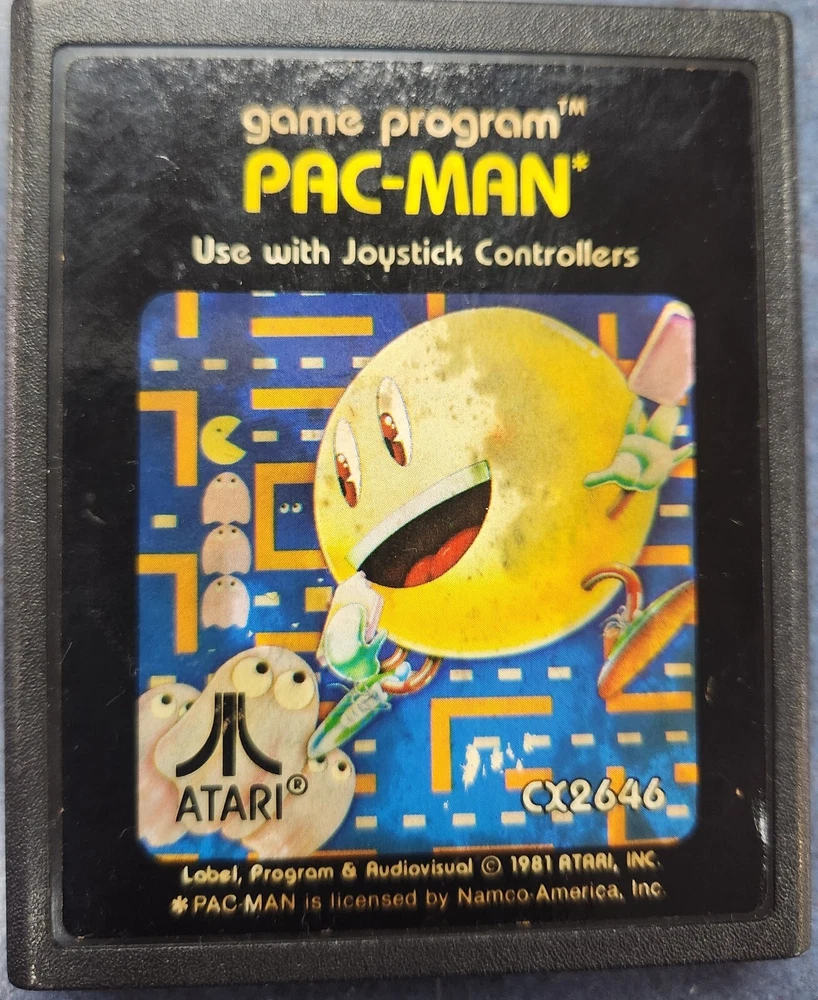 game program™
PAC-MAN*
Use with Joystick Controllers
ATARI®
CX2646
Label, Program & Audiovisual © 1981 ATARI, INC.
*PAC-MAN is licensed by Namco-America, Inc.